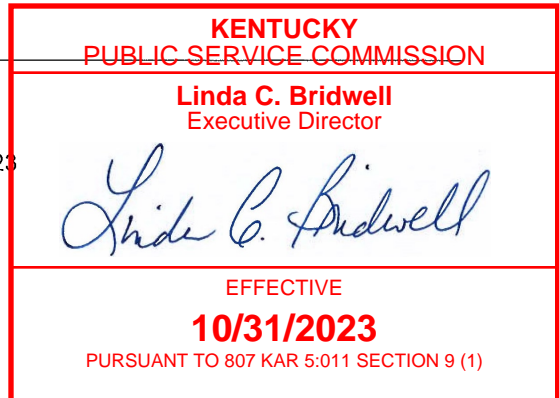 KENTUCKY
PUBLIC SERVICE COMMISSION
Linda C. Bridwell
Executive Director
23
Linda C. Bridwell
EFFECTIVE
10/31/2023
PURSUANT TO 807 KAR 5:011 SECTION 9 (1)